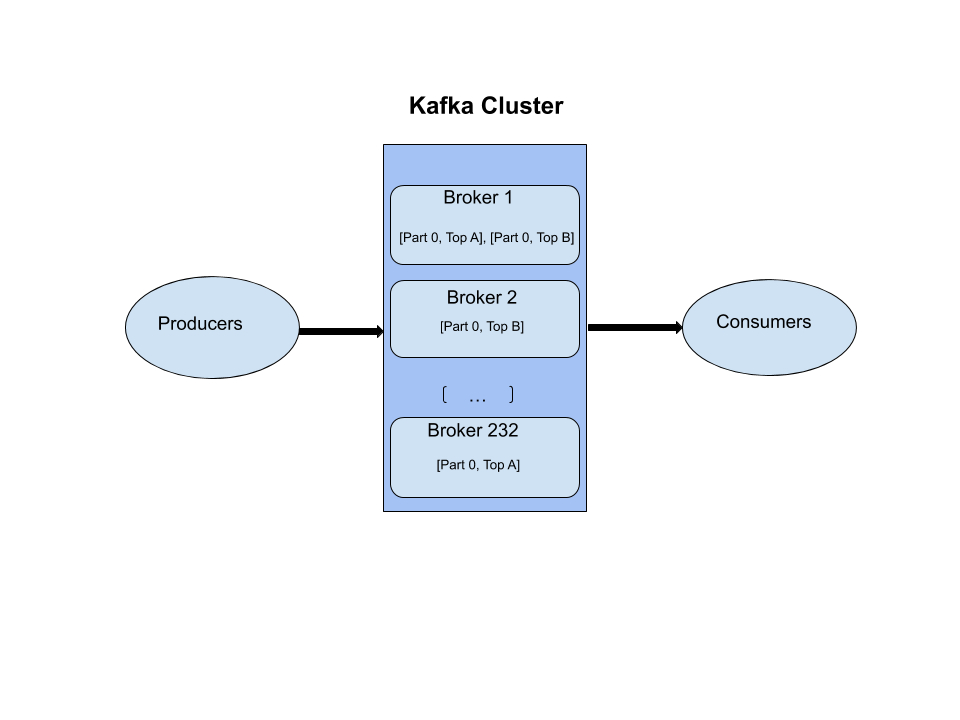 Kafka Cluster
Broker 1
[Part 0, Top A], [Part 0, Top B]
Broker 2
[Part 0, Top B]
Producers
Consumers
[ ... ]
Broker 232
[Part 0, Top A]